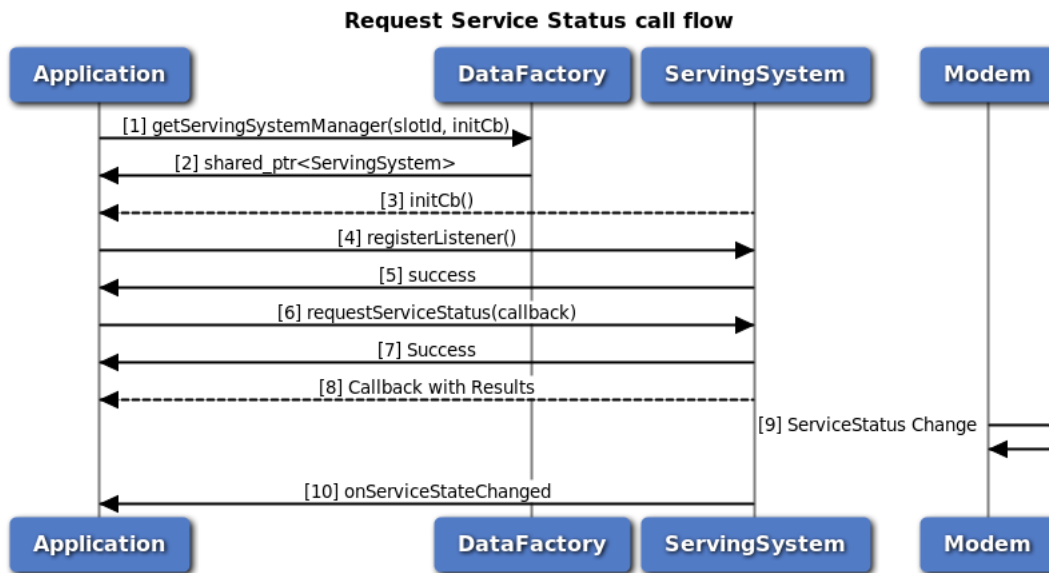 Request Service Status call flow
Application DataFactory ServingSystem Modem
[1] getServingSystemManager(slotId, initCb)
[2] shared_ptr<ServingSystem>
[3] initCb()
[4] registerListener()
[5] success
[6] requestServiceStatus(callback)
[7] Success
[8] Callback with Results
[9] ServiceStatus Change
[10] onServiceStateChanged
Application DataFactory ServingSystem Modem